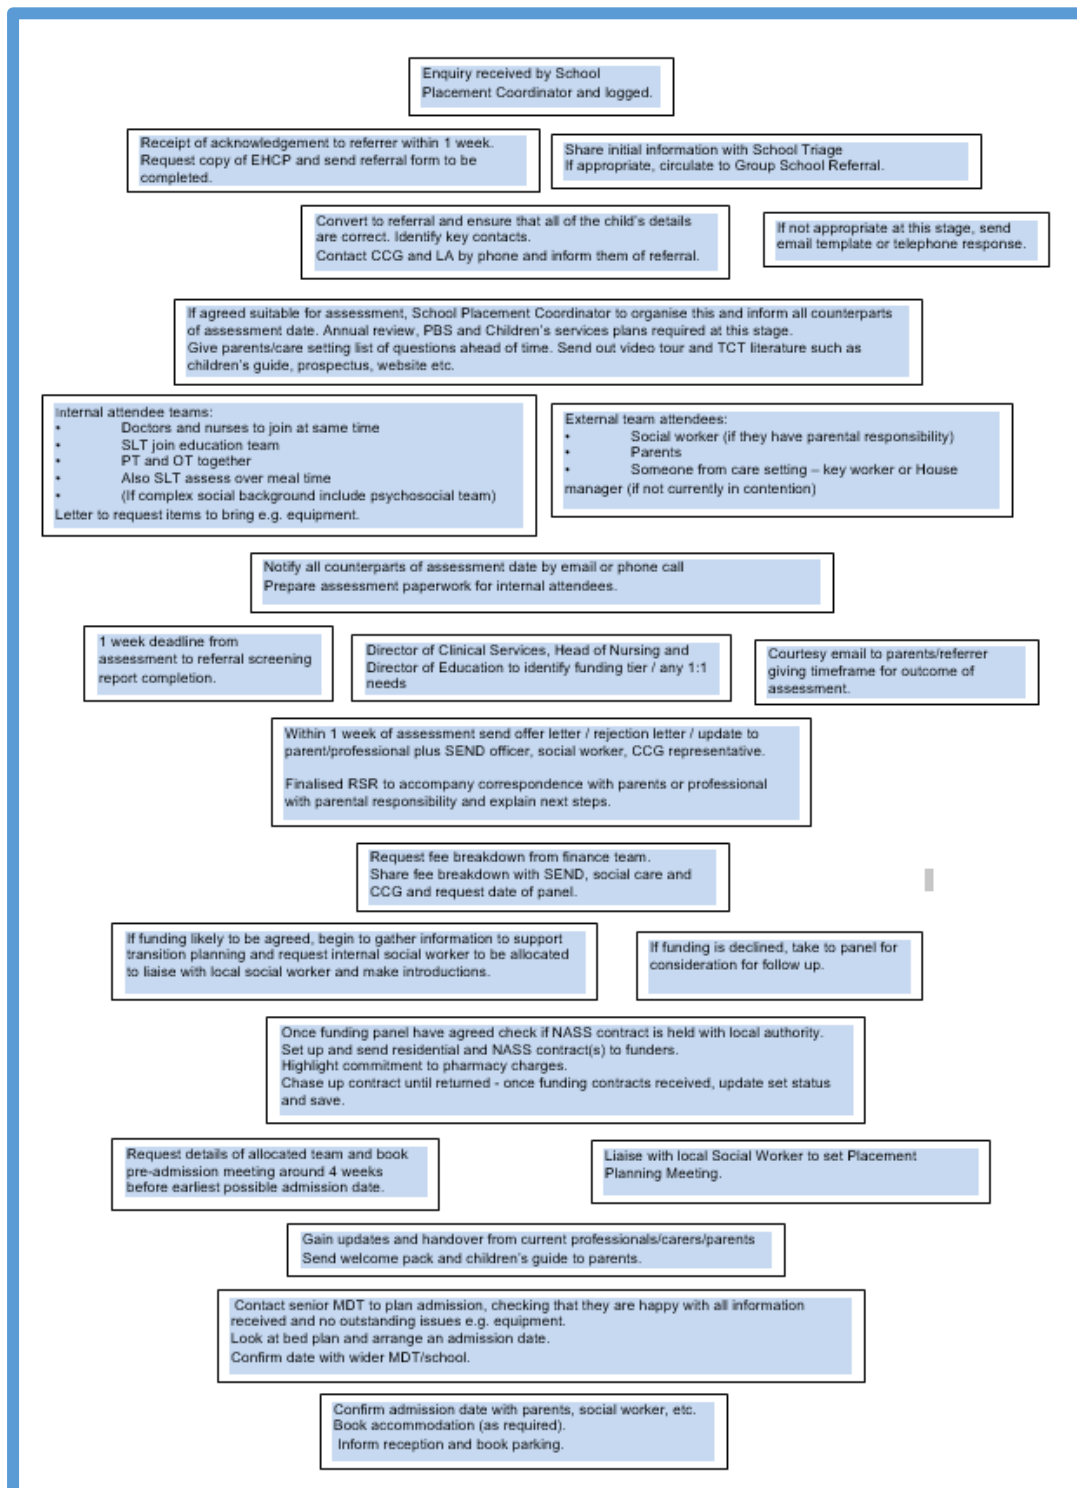 Enquiry received by School
Placement Coordinator and logged.
Receipt of acknowledgement to referrer within 1 week.
Request copy of EHCP and send referral form to be
completed.
Share initial information with School Triage
If appropriate, circulate to Group School Referral.
Convert to referral and ensure that all of the child's details
are correct. Identify key contacts.
Contact CCG and LA by phone and inform them of referral.
If not appropriate at this stage, send
email template or telephone response.
If agreed suitable for assessment, School Placement Coordinator to organise this and inform all counterparts
of assessment date. Annual review, PBS and Children's services plans required at this stage.
Give parents/care setting list of questions ahead of time. Send out video tour and TCT literature such as
children's guide, prospectus, website etc.
Internal attendee teams:
• Doctors and nurses to join at same time
• SLT join education team
• PT and OT together
• Also SLT assess over meal time
• (If complex social background include psychosocial team)
Letter to request items to bring e.g. equipment.
External team attendees:
• Social worker (if they have parental responsibility)
• Parents
• Someone from care setting – key worker or House
manager (if not currently in contention)
Notify all counterparts of assessment date by email or phone call
Prepare assessment paperwork for internal attendees.
1 week deadline from
assessment to referral screening
report completion.
Director of Clinical Services, Head of Nursing and
Director of Education to identify funding tier / any 1:1
needs
Courtesy email to parents/referrer
giving timeframe for outcome of
assessment.
Within 1 week of assessment send offer letter / rejection letter / update to
parent/professional plus SEND officer, social worker, CCG representative.
Finalised RSR to accompany correspondence with parents or professional
with parental responsibility and explain next steps.
Request fee breakdown from finance team.
Share fee breakdown with SEND, social care and
CCG and request date of panel.
If funding likely to be agreed, begin to gather information to support
transition planning and request internal social worker to be allocated
to liaise with local social worker and make introductions.
If funding is declined, take to panel for
consideration for follow up.
Once funding panel have agreed check if NASS contract is held with local authority.
Set up and send residential and NASS contract(s) to funders.
Highlight commitment to pharmacy charges.
Chase up contract until returned - once funding contracts received, update set status
and save.
Request details of allocated team and book
pre-admission meeting around 4 weeks
before earliest possible admission date.
Liaise with local Social Worker to set Placement
Planning Meeting.
Gain updates and handover from current professionals/carers/parents
Send welcome pack and children's guide to parents.
Contact senior MDT to plan admission, checking that they are happy with all information
received and no outstanding issues e.g. equipment.
Look at bed plan and arrange an admission date.
Confirm date with wider MDT/school.
Confirm admission date with parents, social worker, etc.
Book accommodation (as required).
Inform reception and book parking.